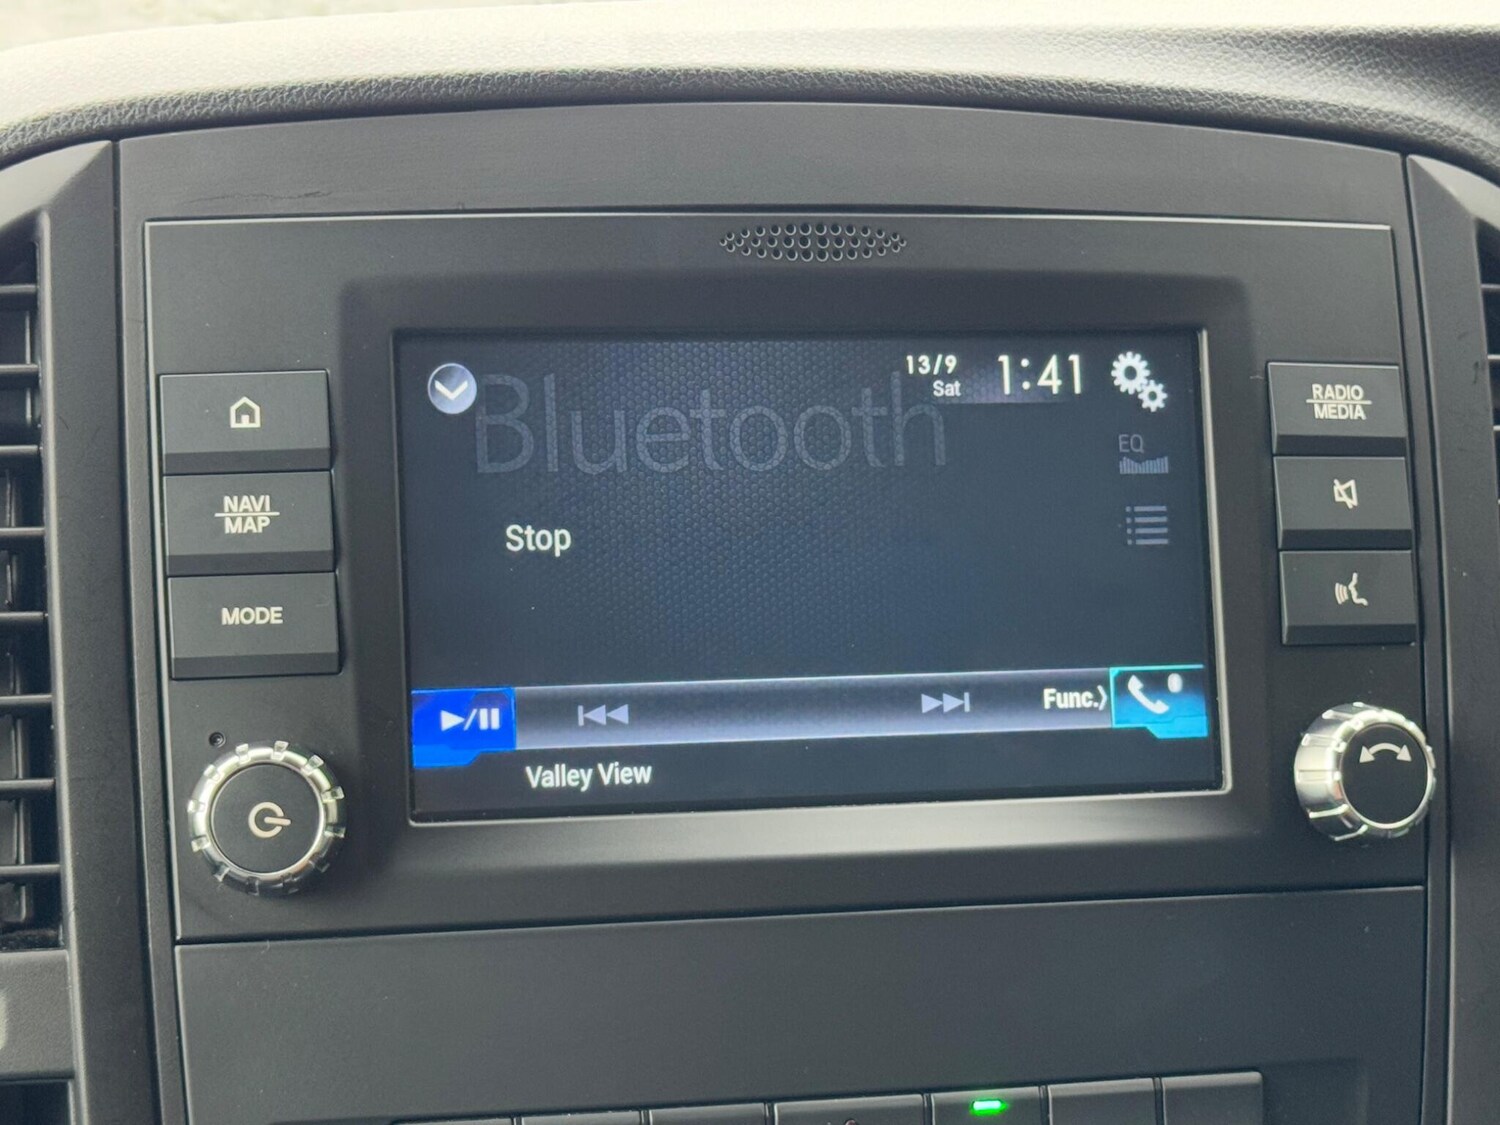 13/9
Sat
1:41
Bluetooth
EQ
Stop
Func.
Valley View
NAVI
MAP
MODE
RADIO
MEDIA